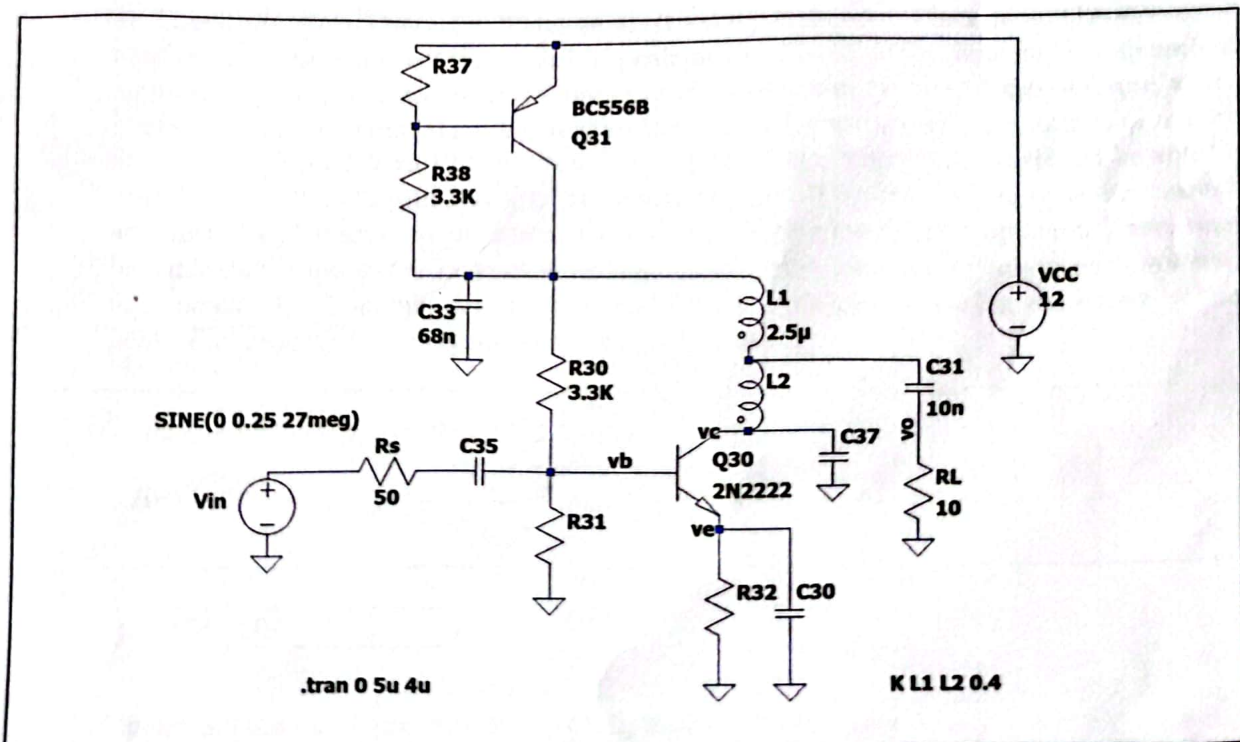 R37
BC556B
Q31
R38
3.3K
VCC
12
C33
68n
L1
2.5µ
R30
3.3K
L2
C31
10n
vo
SINE(0 0.25 27meg)
Rs
50
C35
vb
vc
Q30
2N2222
C37
RL
10
Vin
R31
ve
R32
C30
.tran 0 5u 4u
K L1 L2 0.4